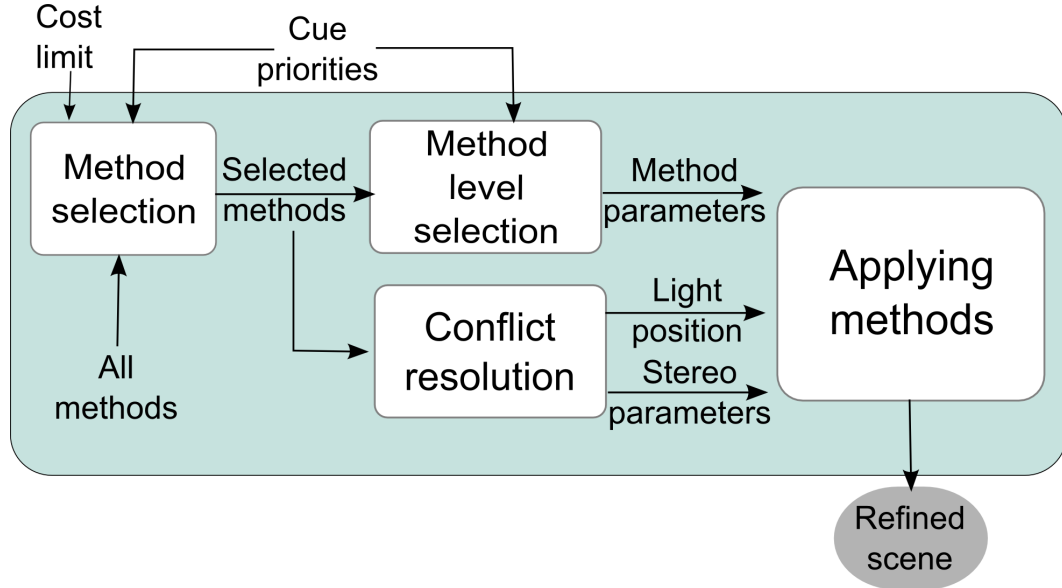 Cost
limit
Cue
priorities
Method
selection
Selected
methods
Method
level
selection
Method
parameters
All
methods
Conflict
resolution
Light
position
Stereo
parameters
Applying
methods
Refined
scene